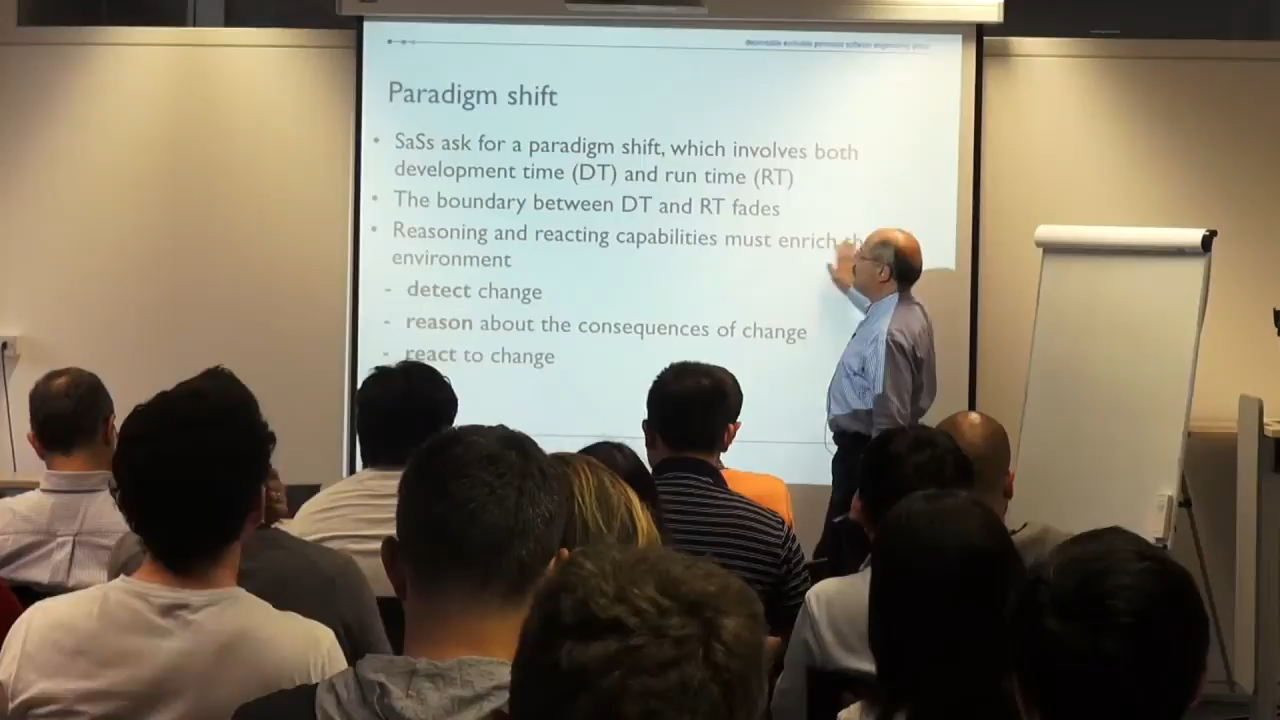 Paradigm shift
• SaSs ask for a paradigm shift, which involves both
development time (DT) and run time (RT)
• The boundary between DT and RT fades
• Reasoning and reacting capabilities must enrich th
environment
- detect change
- reason about the consequences of change
- react to change